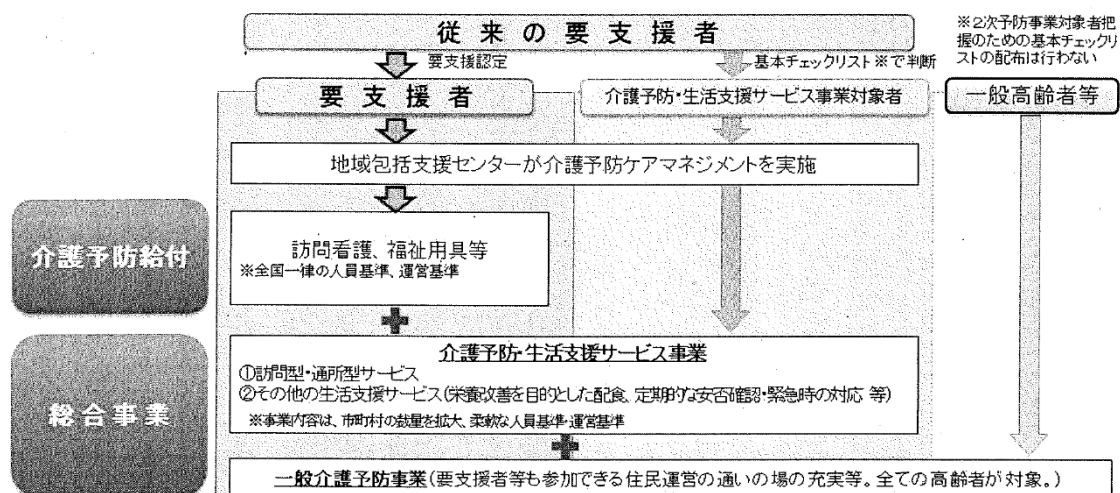 従来の要支援者
※2次予防事業対象者把
握のための基本チェックリ
ストの配布は行わない
要支援認定
基本チェックリスト※で判断
要支援者
介護予防・生活支援サービス事業対象者
一般高齢者等
地域包括支援センターが介護予防ケアマネジメントを実施
介護予防給付
訪問看護、福祉用具等
※全国一律の人員基準、運営基準
総合事業
介護予防・生活支援サービス事業
①訪問型・通所型サービス
②その他の生活支援サービス(栄養改善を目的とした配食、定期的な安否確認・緊急時の対応 等)
※事業内容は、市町村の裁量を拡大、柔軟な人員基準・運営基準
一般介護予防事業(要支援者等も参加できる住民運営の通いの場の充実等。全ての高齢者が対象。)